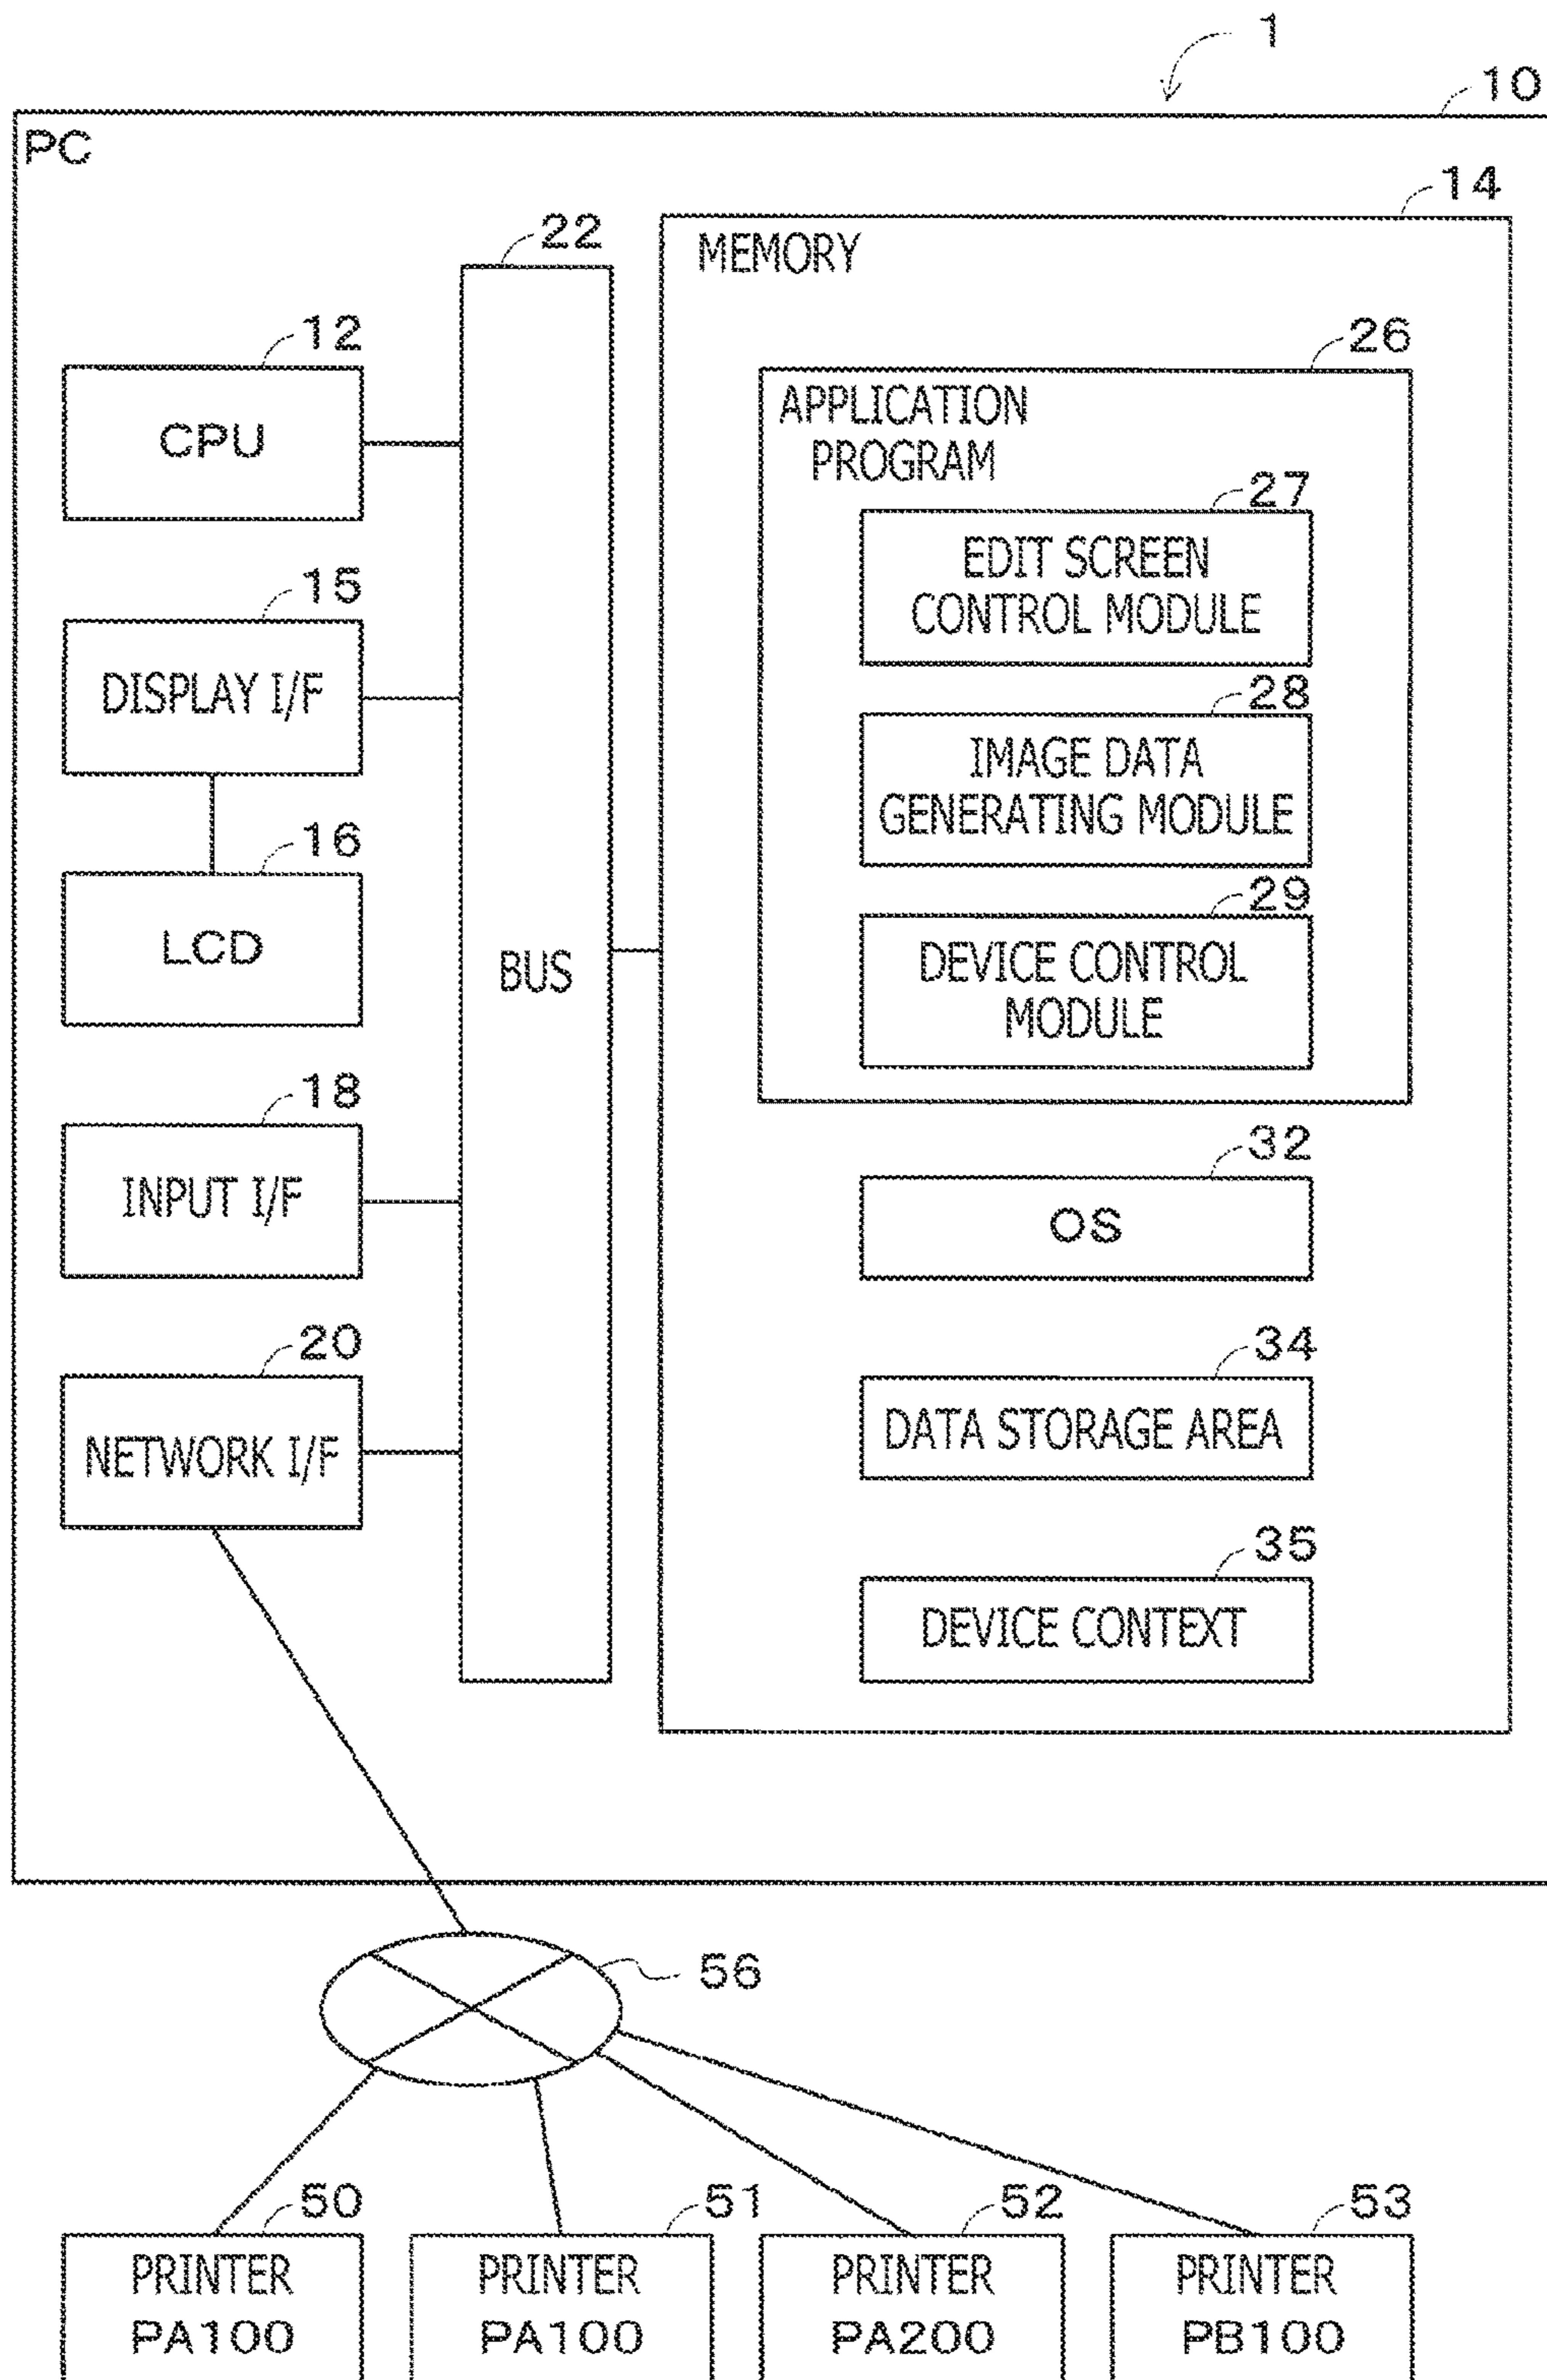 1
10
PC
14
MEMORY
22
12
CPU
26
APPLICATION
PROGRAM
27
EDIT SCREEN
CONTROL MODULE
15
DISPLAY I/F
28
IMAGE DATA
GENERATING MODULE
16
LCD
BUS
29
DEVICE CONTROL
MODULE
18
INPUT I/F
32
OS
20
NETWORK I/F
34
DATA STORAGE AREA
35
DEVICE CONTEXT
56
50
PRINTER
PA100
51
PRINTER
PA100
52
PRINTER
PA200
53
PRINTER
PB100